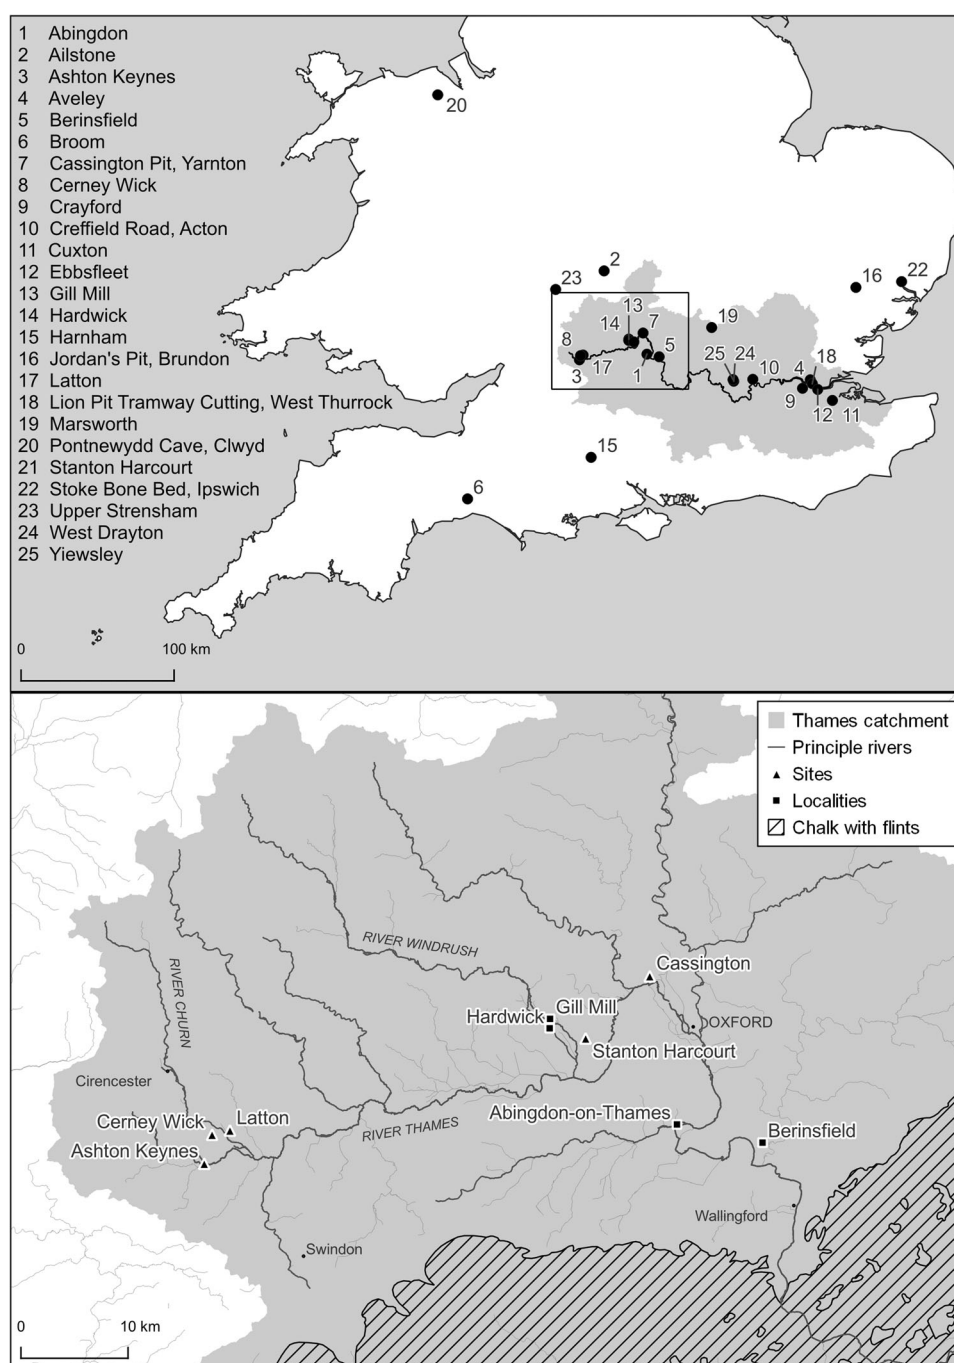 1 Abingdon
2 Ailstone
3 Ashton Keynes
4 Aveley
5 Berinsfield
6 Broom
7 Cassington Pit, Yarnton
8 Cerney Wick
9 Crayford
10 Creffield Road, Acton
11 Cuxton
12 Ebbsfleet
13 Gill Mill
14 Hardwick
15 Harnham
16 Jordan's Pit, Brundon
17 Latton
18 Lion Pit Tramway Cutting, West Thurrock
19 Marsworth
20 Pontnewydd Cave, Clwyd
21 Stanton Harcourt
22 Stoke Bone Bed, Ipswich
23 Upper Strensham
24 West Drayton
25 Yiewsley
20
2
23
22
16
13
14
7
19
8
5
3
17
1
25
24
10
4
18
9
12
11
15
6
0 100 km
Thames catchment
Principle rivers
Sites
Localities
Chalk with flints
RIVER WINDRUSH
RIVER CHURN
Cassington
Hardwick
Gill Mill
OXFORD
Stanton Harcourt
Cirencester
Cerney Wick
Latton
Abingdon-on-Thames
RIVER THAMES
Berinsfield
Ashton Keynes
Wallingford
Swindon
0 10 km